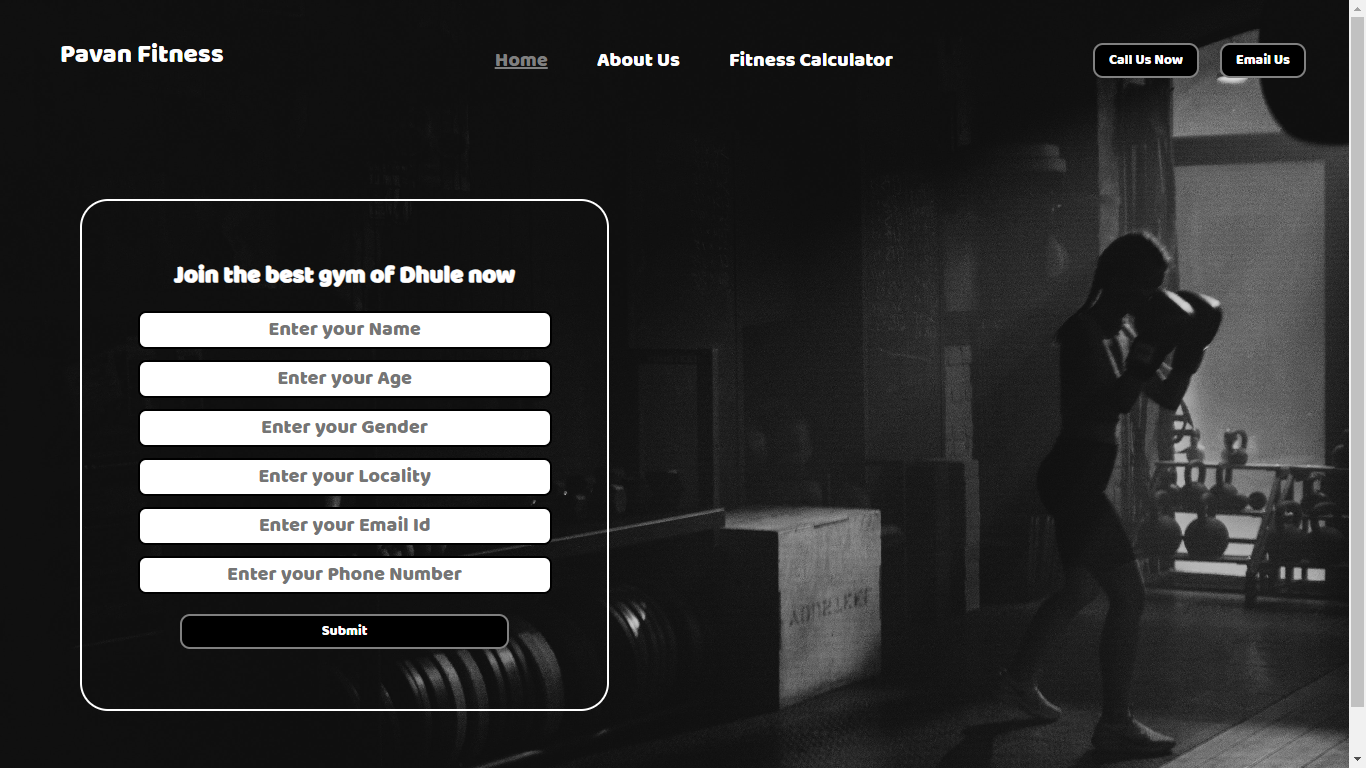 Pavan Fitness
Home
About Us
Fitness Calculator
Call Us Now
Email Us
Join the best gym of Dhule now
Enter your Name
Enter your Age
Enter your Gender
Enter your Locality
Enter your Email Id
Enter your Phone Number
Submit